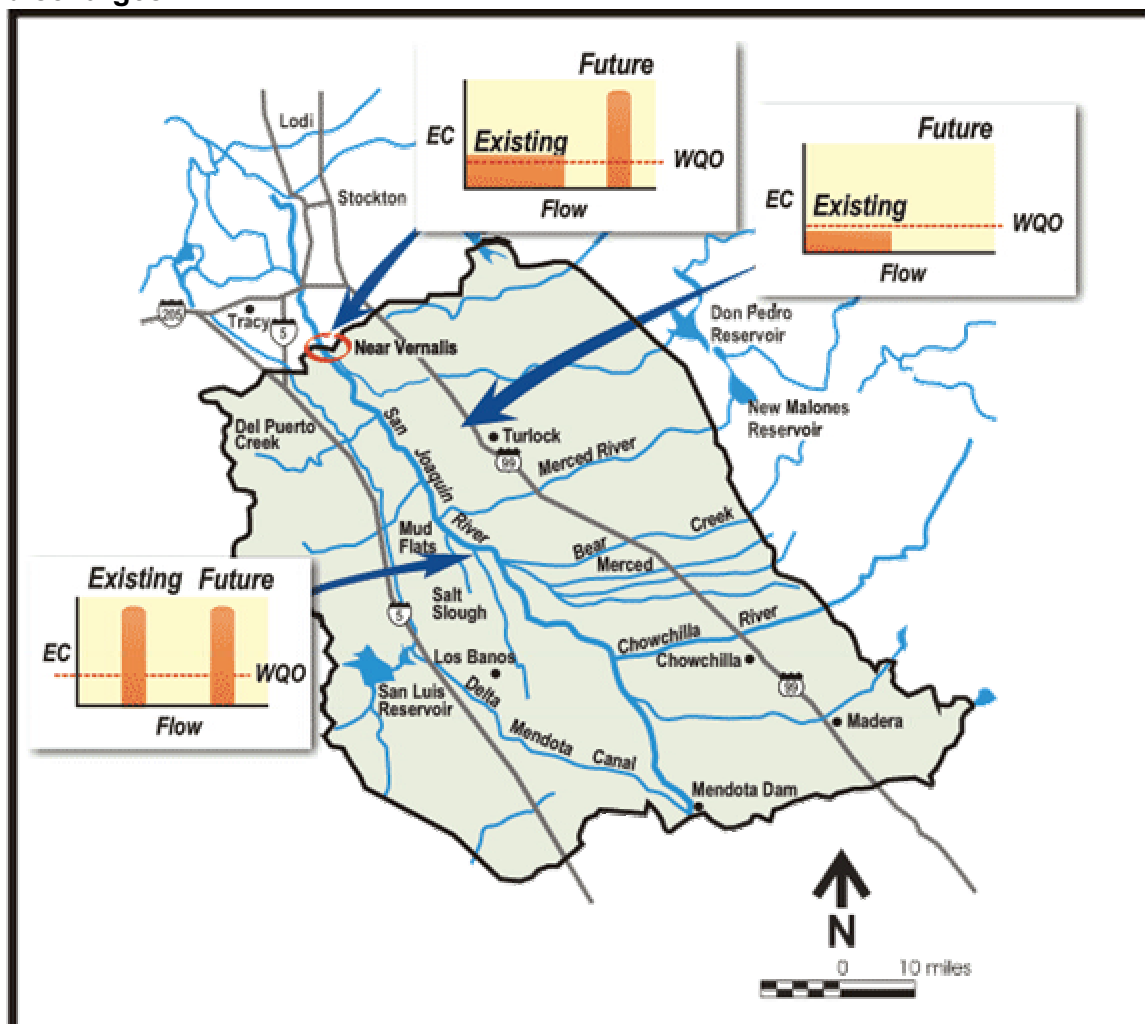 Future
EC
Existing
WQO
Flow
Future
EC
Existing
WQO
Flow
Lodi
Stockton
205
Tracy
5
Near Vernalis
Don Pedro
Reservoir
New Malones
Reservoir
Del Puerto
Creek
San
Joaquin
River
Turlock
99
Merced River
Mud
Flats
Bear
Creek
Merced
Existing Future
EC
WQO
Flow
Salt
Slough
5
Chowchilla
River
Los Banos
Chowchilla
San Luis
Reservoir
Delta
Mendota
Canal
99
Madera
Mendota Dam
N
0 10 miles